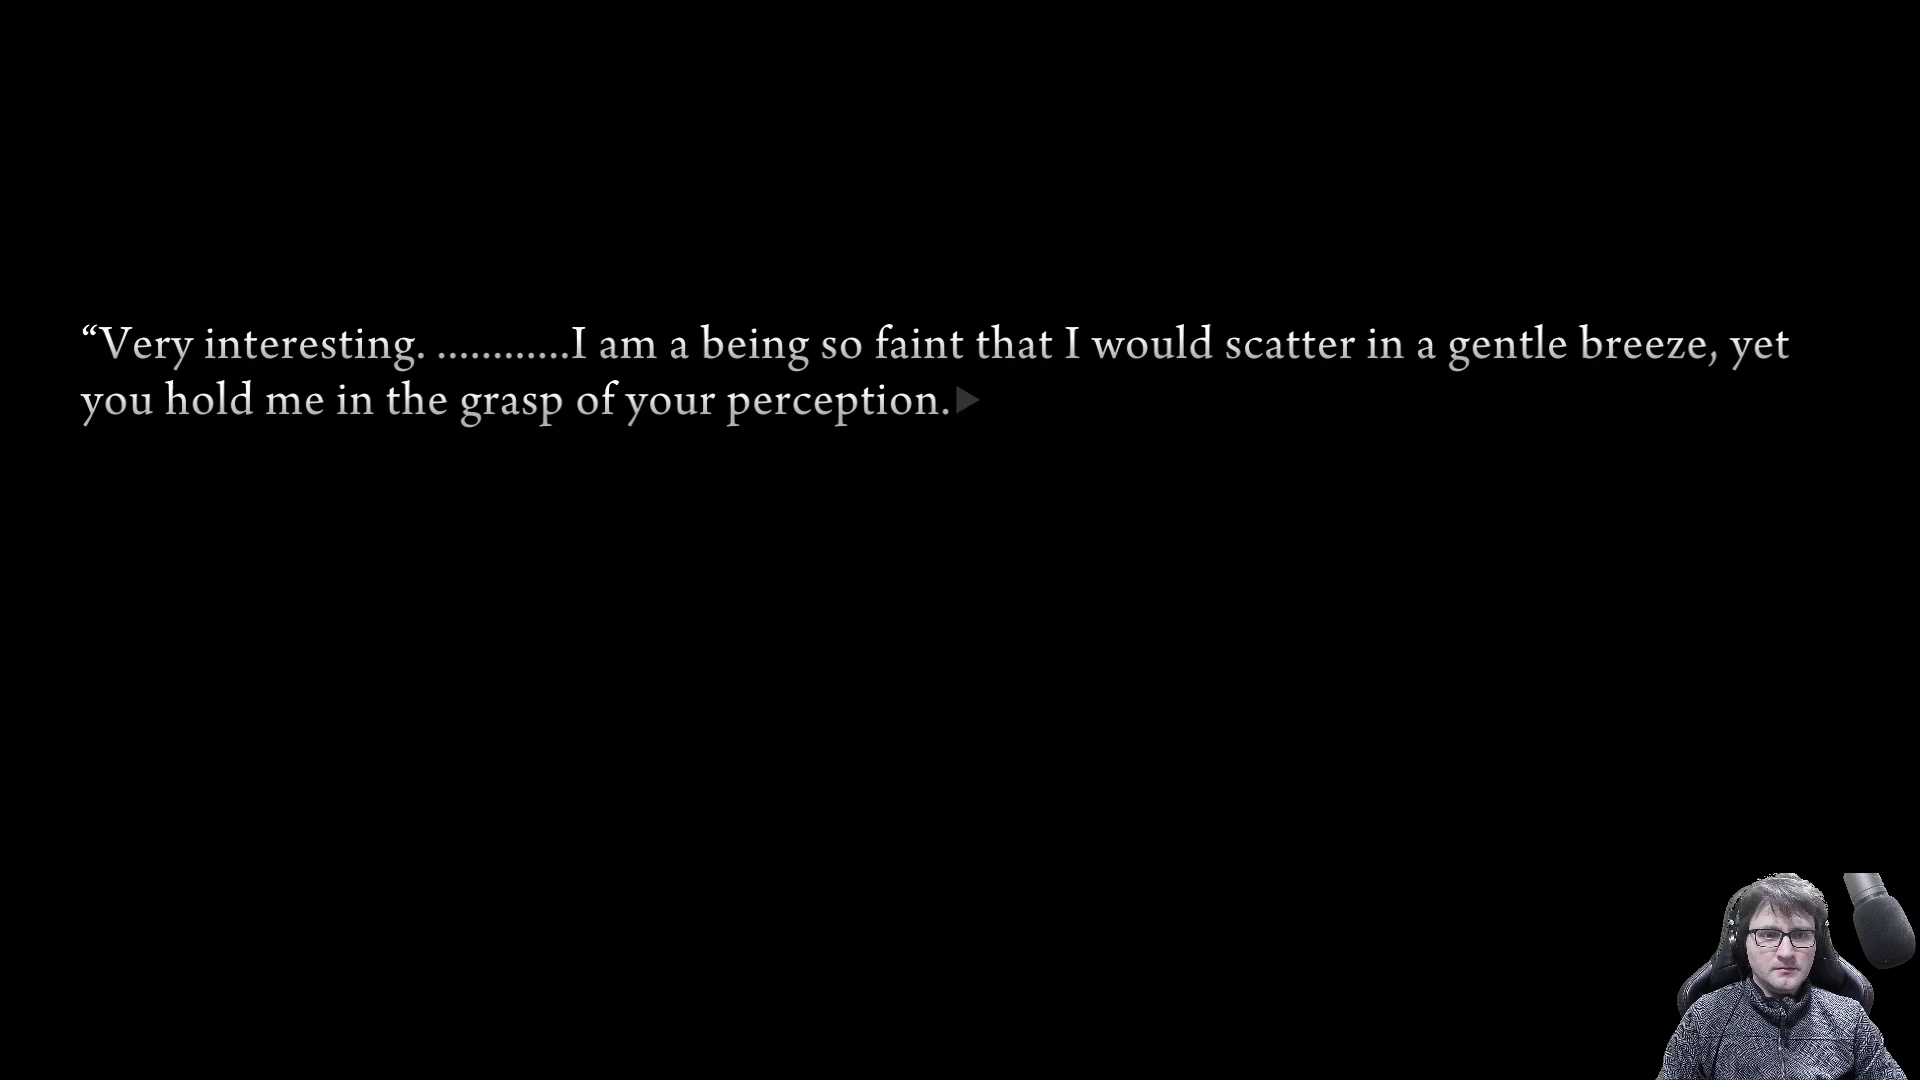 “Very interesting. ............I am a being so faint that I would scatter in a gentle breeze, yet
you hold me in the grasp of your perception.